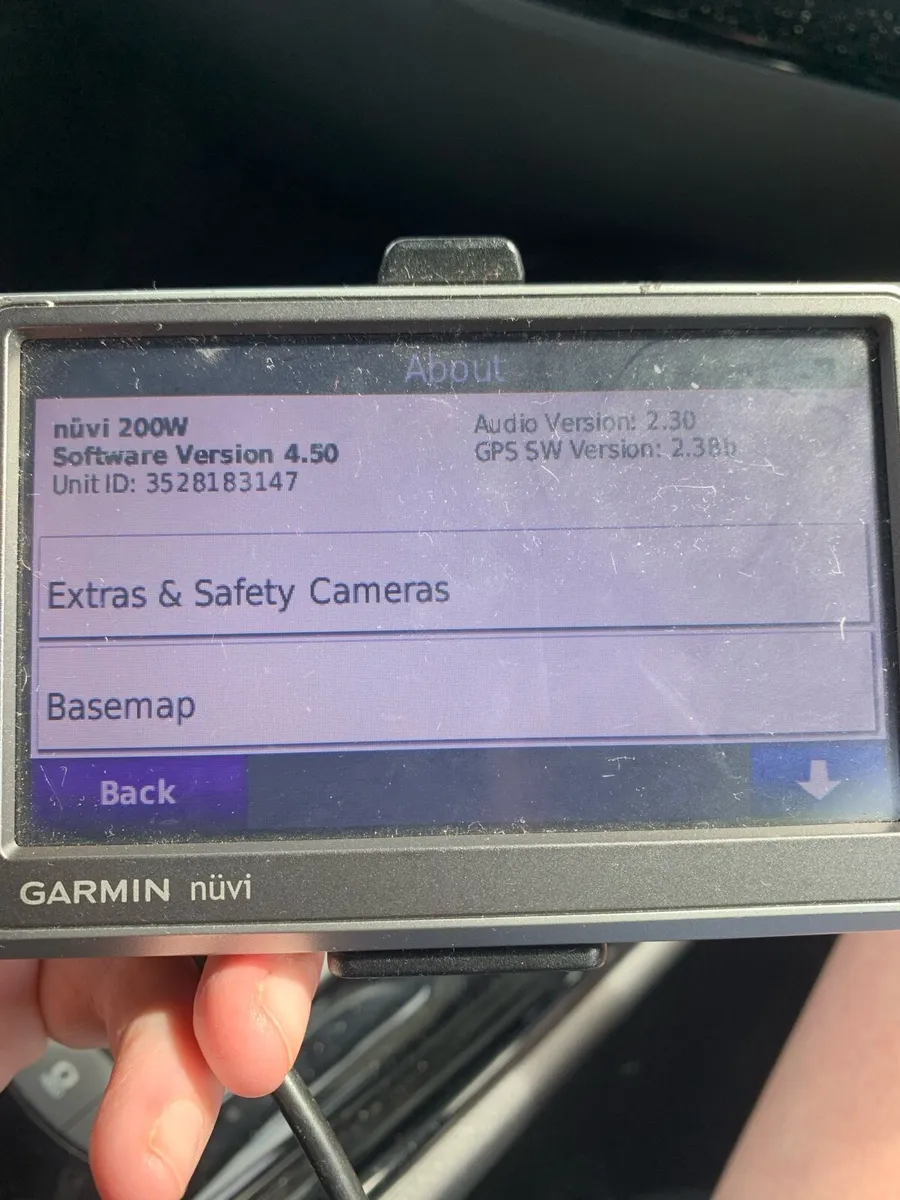 About
nüvi 200W
Software Version 4.50
Unit ID: 3528183147
Audio Version: 2.30
GPS SW Version: 2.38b
Extras & Safety Cameras
Basemap
Back
GARMIN nüvi